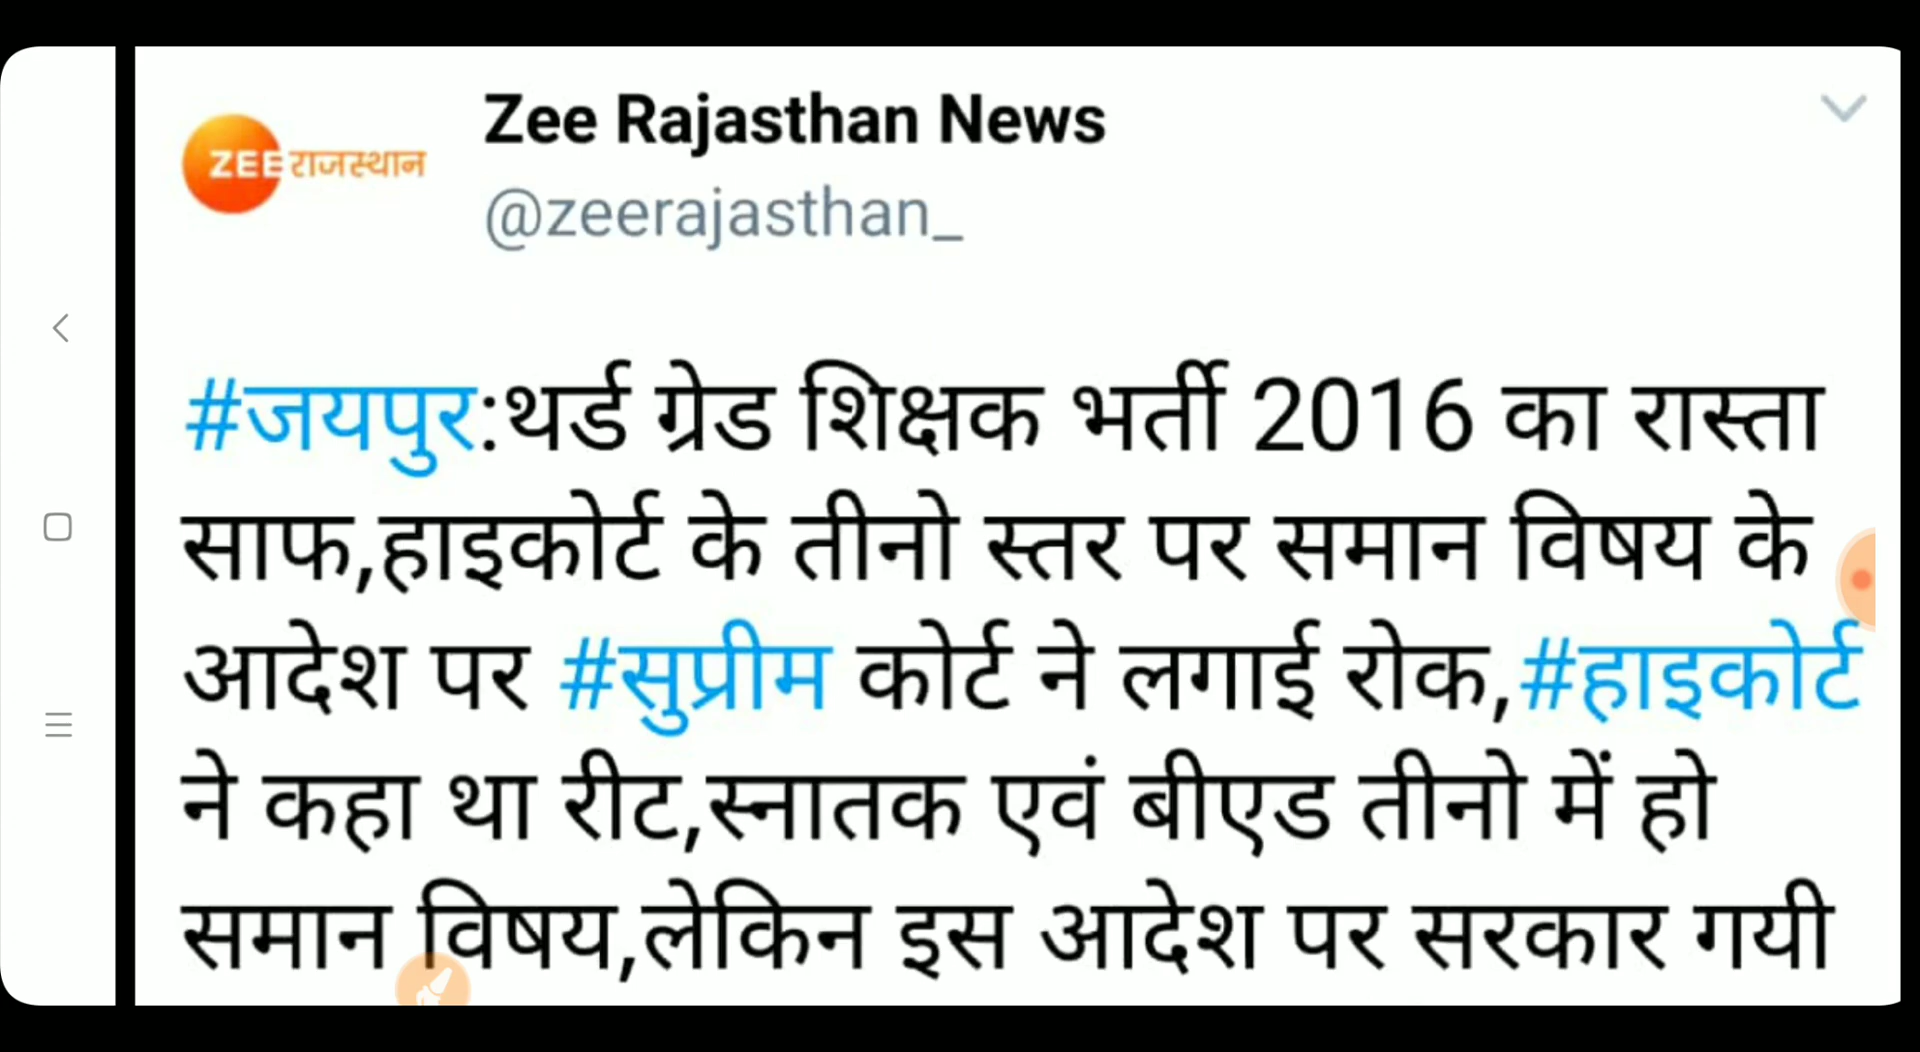 ZEE राजस्थान
Zee Rajasthan News
@zeerajasthan_
#जयपुर:थर्ड ग्रेड शिक्षक भर्ती 2016 का रास्ता
साफ,हाइकोर्ट के तीनो स्तर पर समान विषय के
आदेश पर #सुप्रीम कोर्ट ने लगाई रोक,#हाइकोर्ट
ने कहा था रीट,स्नातक एवं बीएड तीनो में हो
समान विषय,लेकिन इस आदेश पर सरकार गयी